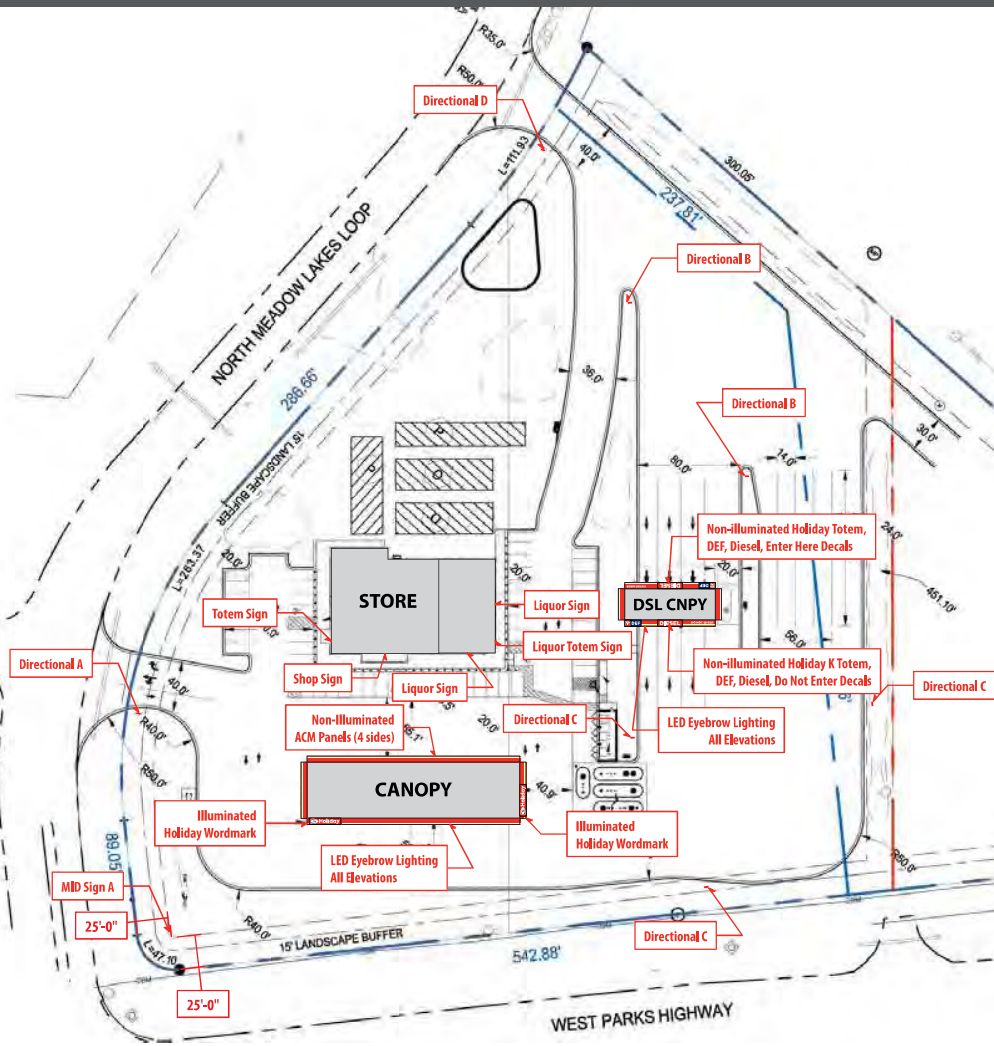 R35.0'
R50.0'
Directional D
L=111.93
40.0'
300.05'
237.81'
NORTH MEADOW LAKES LOOP
Directional B
286.66'
36.0'
Directional B
15' LANDSCAPE BUFFER
P
O
P
O
80.0'
14.0'
30.0'
Non-illuminated Holiday Totem,
DEF, Diesel, Enter Here Decals
24.0'
L=263.37
20.0'
20.0'
20.0'
STORE
Liquor Sign
DSL CNPY
451.10'
Totem Sign
Liquor Totem Sign
66.0'
Directional A
Shop Sign
Liquor Sign
Non-illuminated Holiday K Totem,
DEF, Diesel, Do Not Enter Decals
Directional C
40.0'
R40.0'
Non-Illuminated
ACM Panels (4 sides)
65.1'
20.0'
Directional C
LED Eyebrow Lighting
All Elevations
R50.0'
CANOPY
40.9'
Holiday
Holiday
Illuminated
Holiday Wordmark
Illuminated
Holiday Wordmark
89.05'
LED Eyebrow Lighting
All Elevations
R50.0'
MID Sign A
25'-0"
R40.0'
15' LANDSCAPE BUFFER
Directional C
L=47.10
542.88'
25'-0"
WEST PARKS HIGHWAY